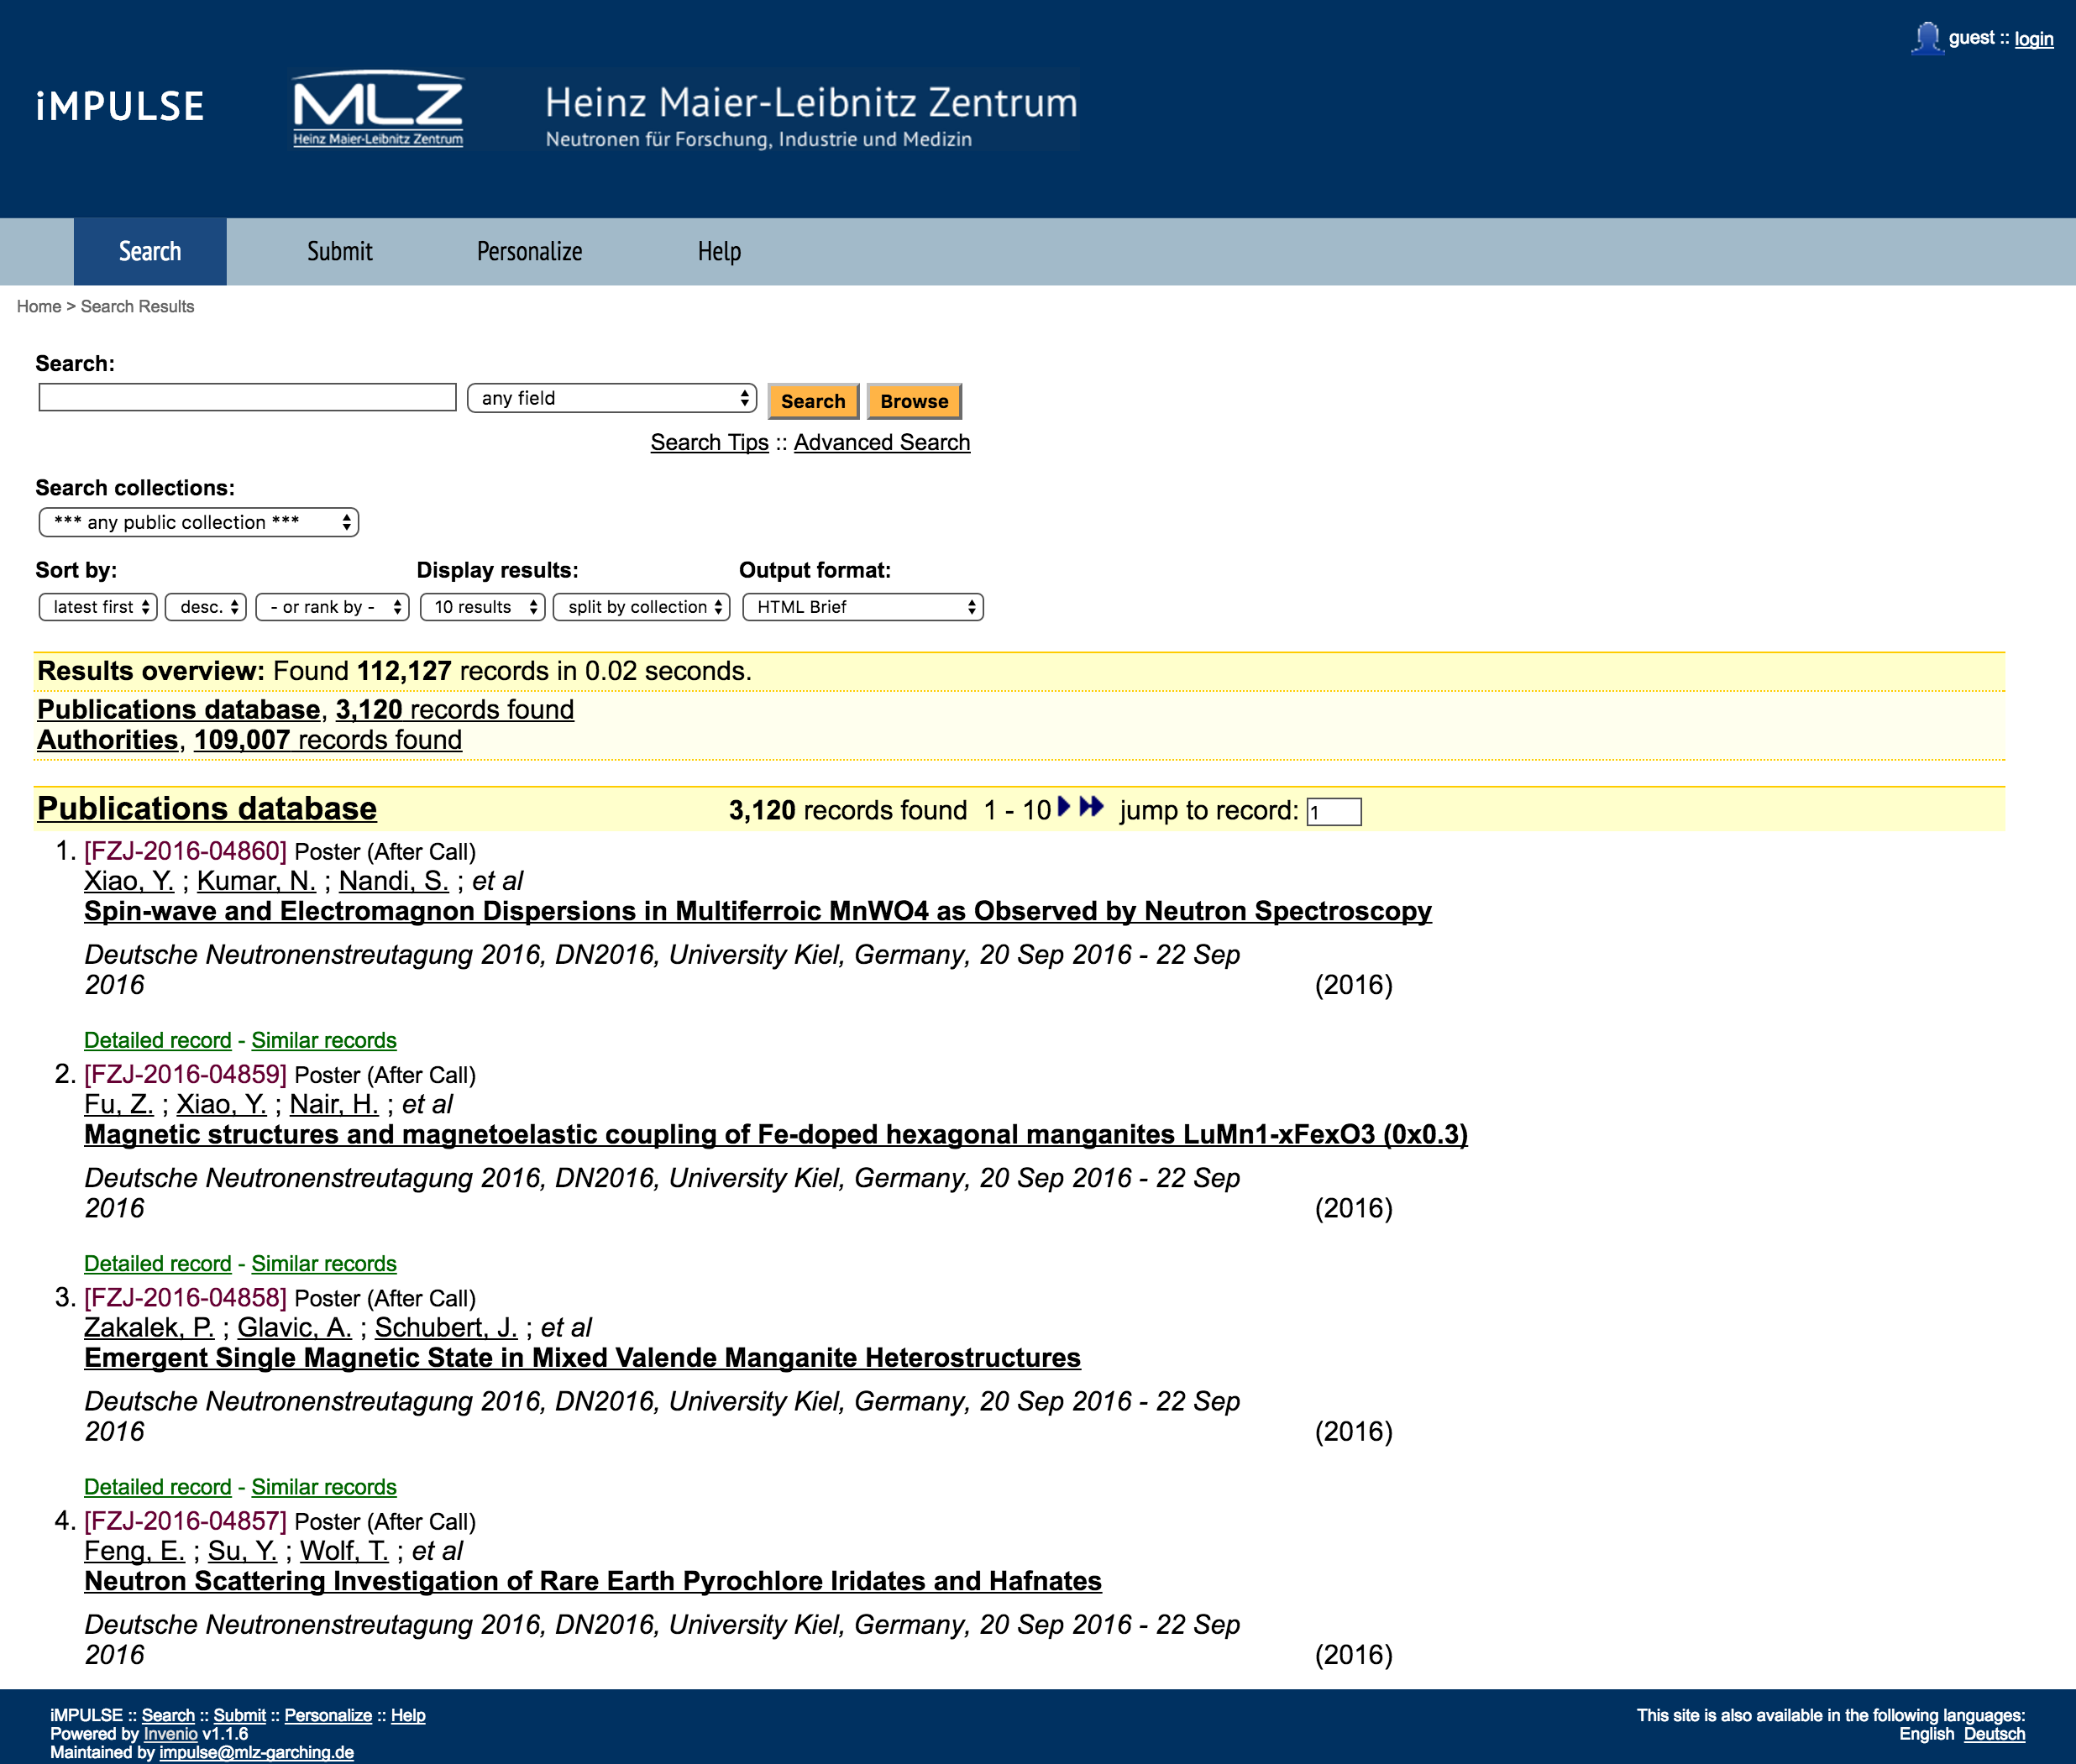 guest :: login
iMPULSE
MLZ
Heinz Maier-Leibnitz Zentrum
Heinz Maier-Leibnitz Zentrum
Neutronen für Forschung, Industrie und Medizin
Search Submit Personalize Help
Home > Search Results
Search:
any field Search Browse
Search Tips :: Advanced Search
Search collections:
*** any public collection ***
Sort by: Display results: Output format:
latest first desc. - or rank by - 10 results split by collection HTML Brief
Results overview: Found 112,127 records in 0.02 seconds.
Publications database, 3,120 records found
Authorities, 109,007 records found
Publications database 3,120 records found 1 - 10 jump to record: 1
1. [FZJ-2016-04860] Poster (After Call)
Xiao, Y. ; Kumar, N. ; Nandi, S. ; et al
Spin-wave and Electromagnon Dispersions in Multiferroic MnWO4 as Observed by Neutron Spectroscopy
Deutsche Neutronenstreutagung 2016, DN2016, University Kiel, Germany, 20 Sep 2016 - 22 Sep
2016 (2016)
Detailed record - Similar records
2. [FZJ-2016-04859] Poster (After Call)
Fu, Z. ; Xiao, Y. ; Nair, H. ; et al
Magnetic structures and magnetoelastic coupling of Fe-doped hexagonal manganites LuMn1-xFexO3 (0x0.3)
Deutsche Neutronenstreutagung 2016, DN2016, University Kiel, Germany, 20 Sep 2016 - 22 Sep
2016 (2016)
Detailed record - Similar records
3. [FZJ-2016-04858] Poster (After Call)
Zakalek, P. ; Glavic, A. ; Schubert, J. ; et al
Emergent Single Magnetic State in Mixed Valende Manganite Heterostructures
Deutsche Neutronenstreutagung 2016, DN2016, University Kiel, Germany, 20 Sep 2016 - 22 Sep
2016 (2016)
Detailed record - Similar records
4. [FZJ-2016-04857] Poster (After Call)
Feng, E. ; Su, Y. ; Wolf, T. ; et al
Neutron Scattering Investigation of Rare Earth Pyrochlore Iridates and Hafnates
Deutsche Neutronenstreutagung 2016, DN2016, University Kiel, Germany, 20 Sep 2016 - 22 Sep
2016 (2016)
iMPULSE :: Search :: Submit :: Personalize :: Help
Powered by Invenio v1.1.6
Maintained by impulse@mlz-garching.de
This site is also available in the following languages:
English Deutsch